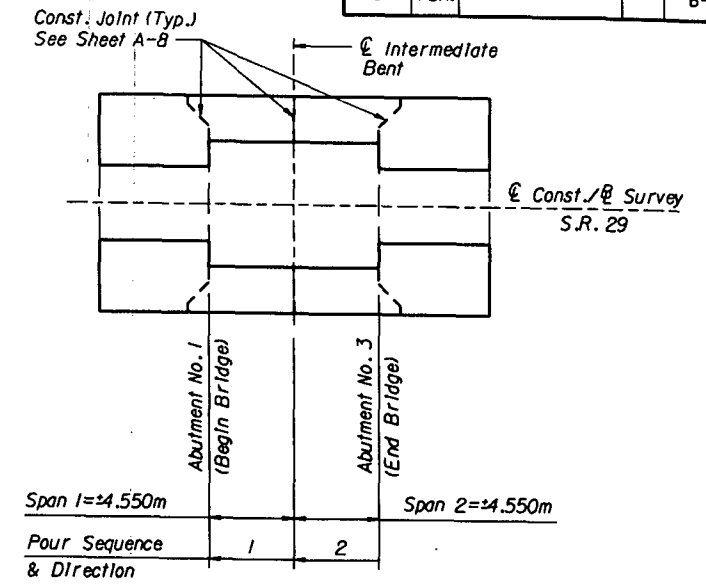 Const. Joint (Typ.)
See Sheet A-8
℄ Intermediate
Bent
℄ Const./ Survey
S.R. 29
Abutment No. 1
(Begin Bridge)
Abutment No. 3
(End Bridge)
Span 1=±4.550m
Span 2=±4.550m
Pour Sequence
& Direction
1
2